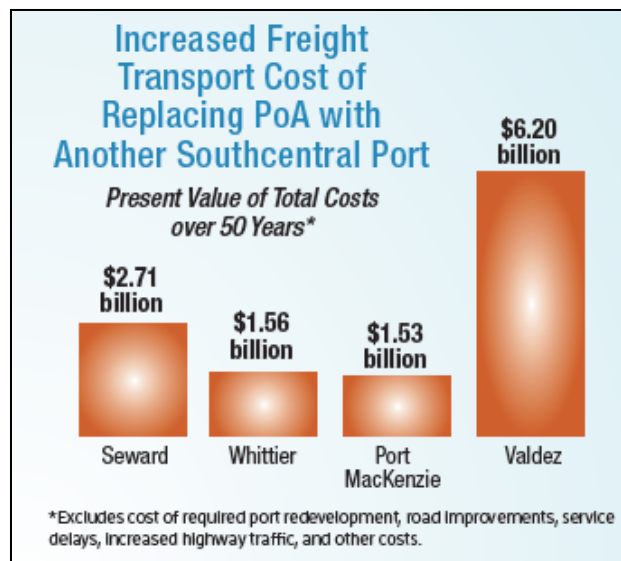 Increased Freight
Transport Cost of
Replacing PoA with
Another Southcentral Port
Present Value of Total Costs
over 50 Years*
$6.20
billion
$2.71
billion
$1.56
billion
$1.53
billion
Seward
Whittier
Port
MacKenzie
Valdez
*Excludes cost of required port redevelopment, road improvements, service
delays, increased highway traffic, and other costs.